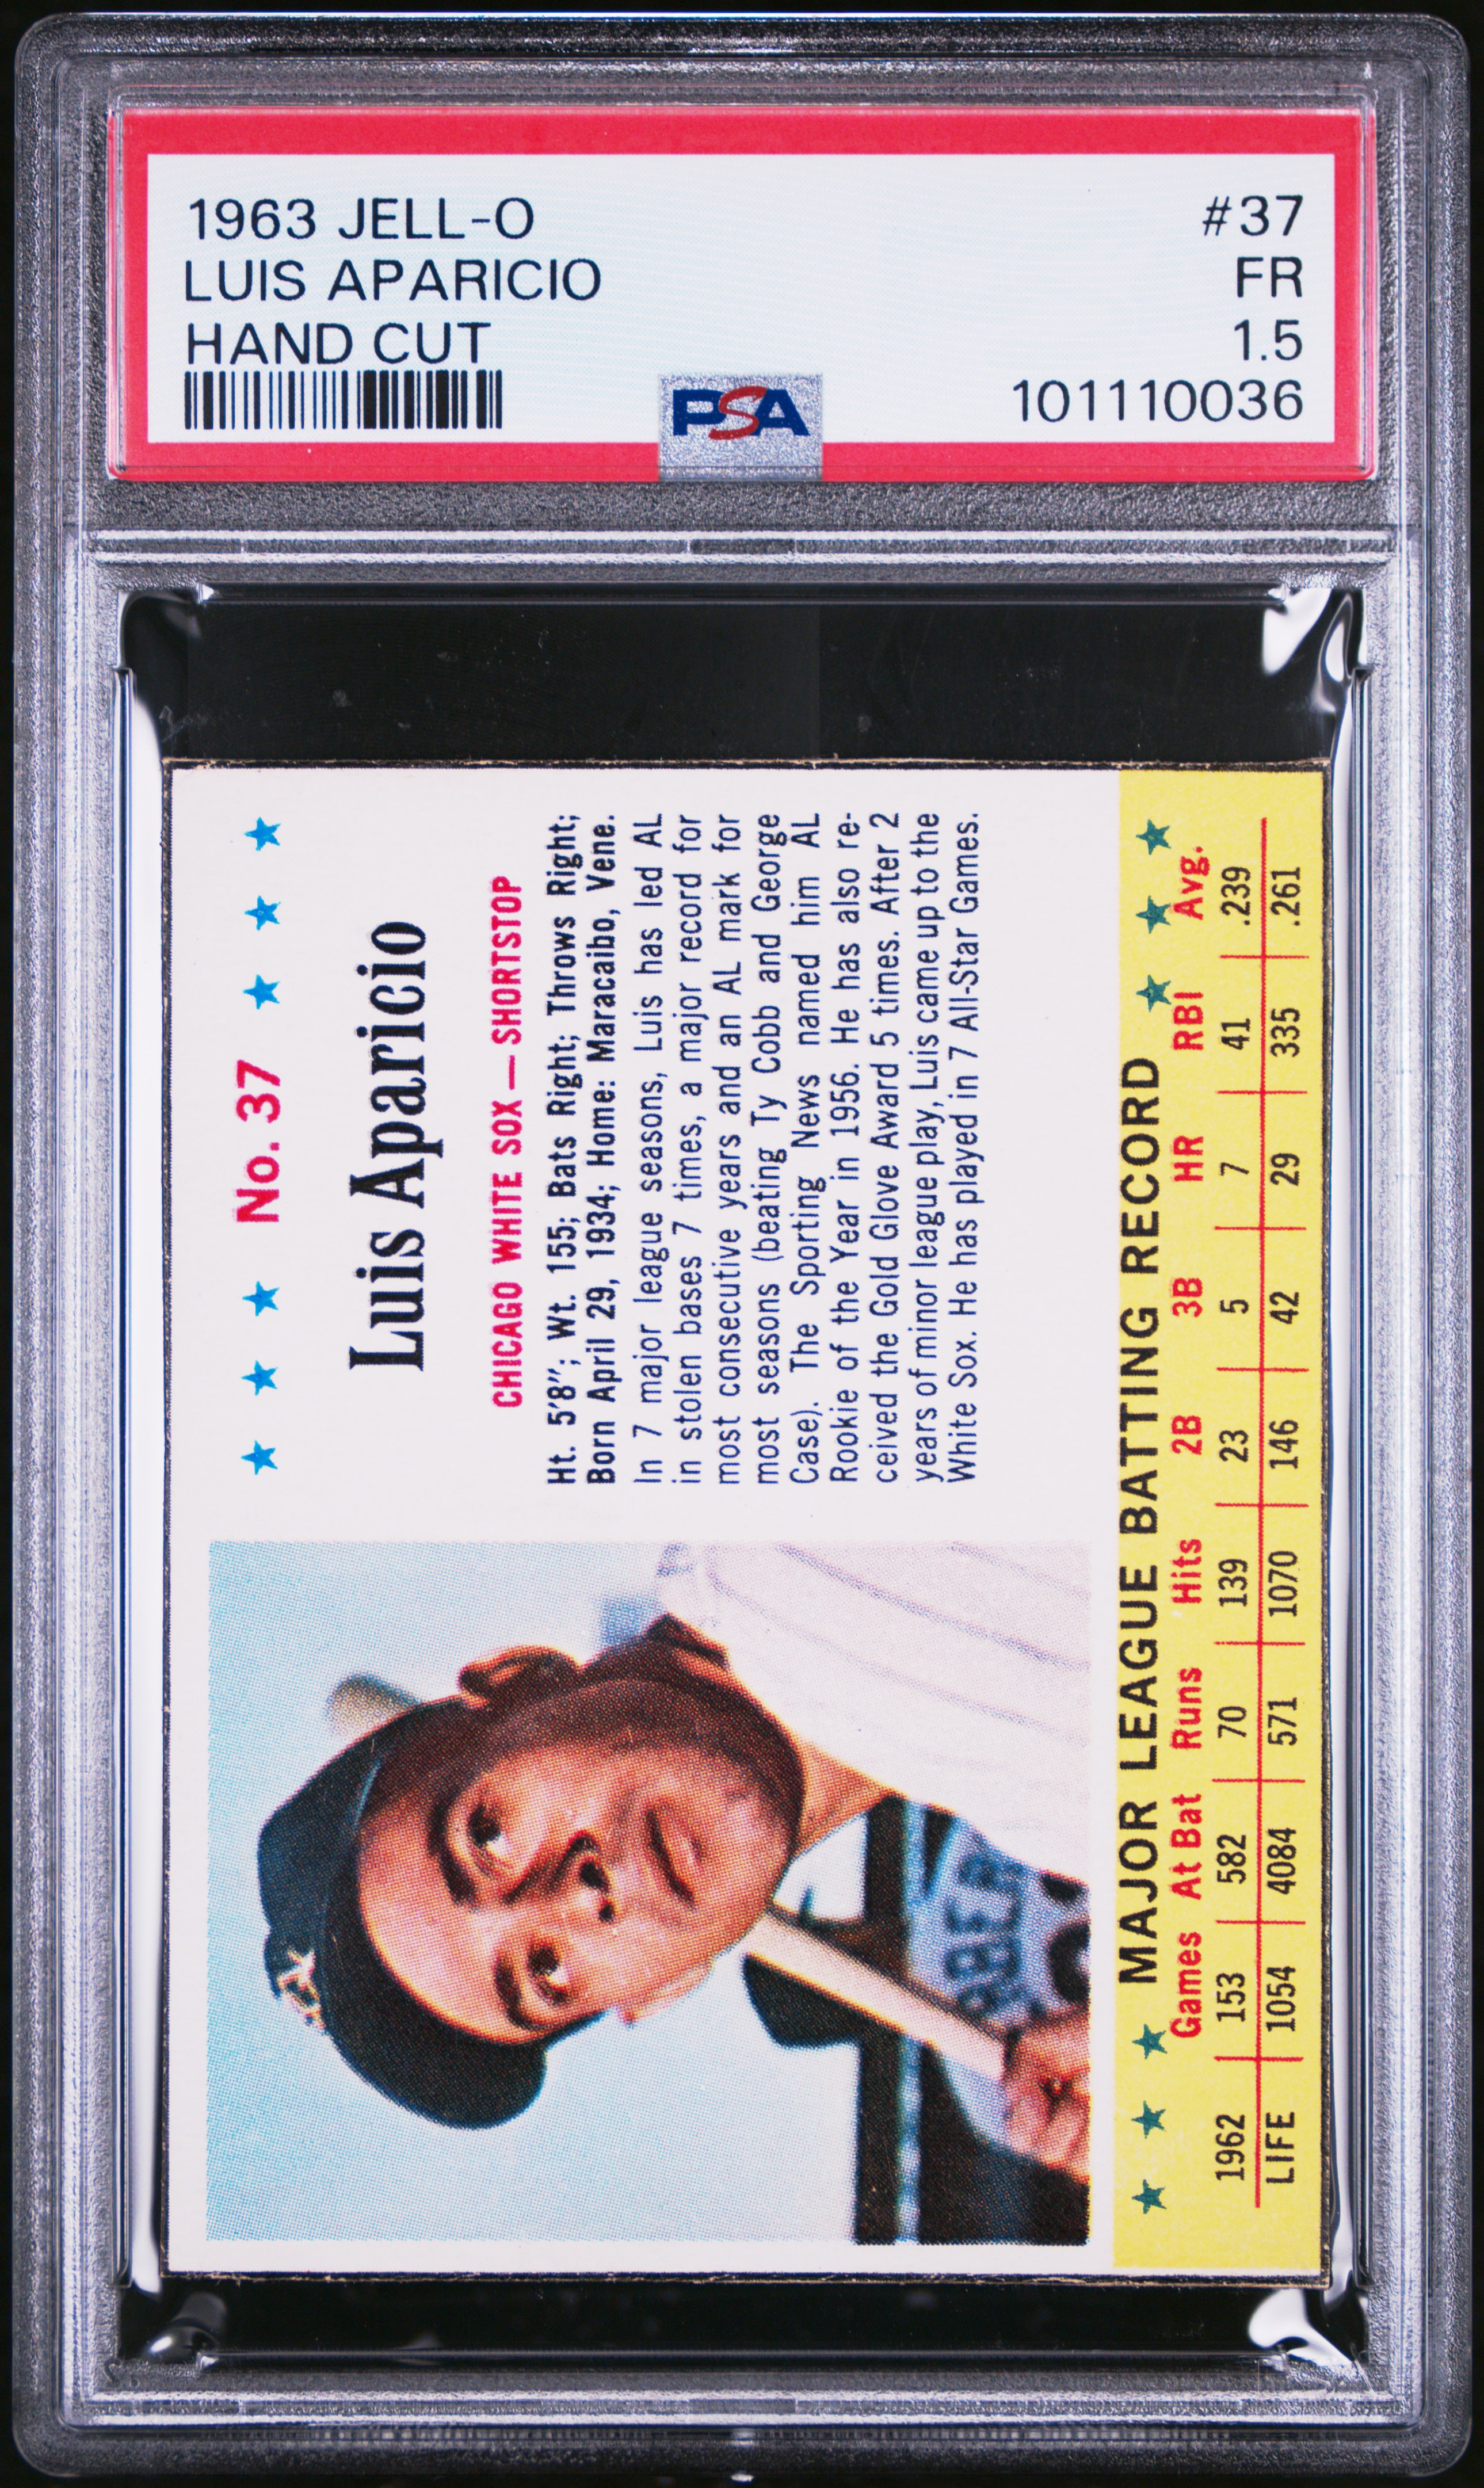 1963 JELL-O #37
LUIS APARICIO FR
HAND CUT 1.5
PSA 101110036
No. 37
Luis Aparicio
CHICAGO WHITE SOX — SHORTSTOP
Ht. 5'8"; Wt. 155; Bats Right; Throws Right;
Born April 29, 1934; Home: Maracaibo, Vene.
In 7 major league seasons, Luis has led AL
in stolen bases 7 times, a major record for
most consecutive years and an AL mark for
most seasons (beating Ty Cobb and George
Case). The Sporting News named him AL
Rookie of the Year in 1956. He has also re-
ceived the Gold Glove Award 5 times. After 2
years of minor league play, Luis came up to the
White Sox. He has played in 7 All-Star Games.
MAJOR LEAGUE BATTING RECORD
Games At Bat Runs Hits 2B 3B HR RBI Avg.
1962 153 582 70 139 23 5 7 41 .239
LIFE 1054 4084 571 1070 146 42 29 335 .261